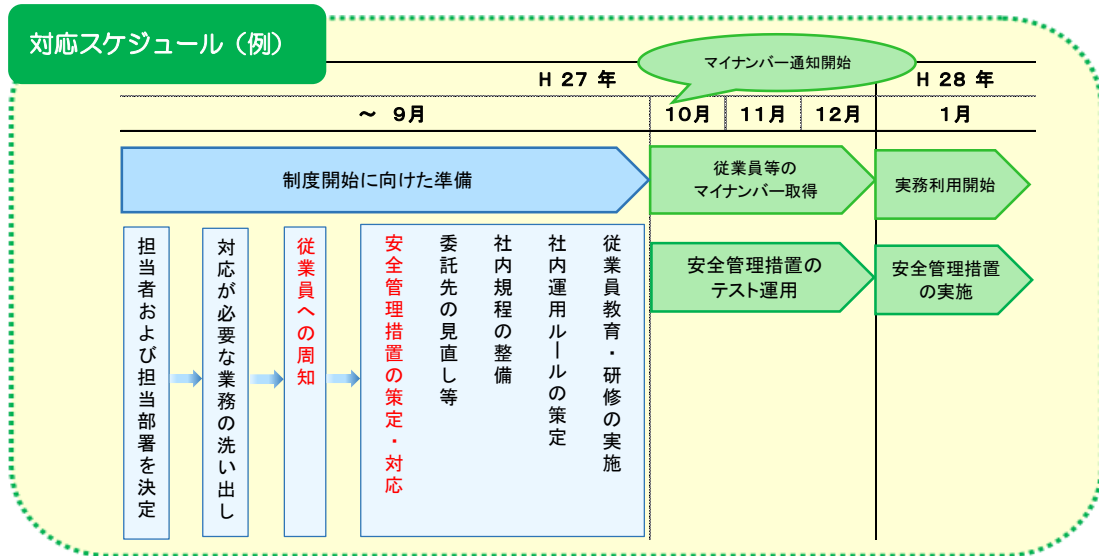 対応スケジュール(例)
マイナンバー通知開始
H 27 年
H 28 年
~ 9月
10月
11月
12月
1月
制度開始に向けた準備
従業員等の
マイナンバー取得
実務利用開始
担当者および担当部署を決定
対応が必要な業務の洗い出し
従業員への周知
安全管理措置の策定・対応
委託先の見直し等
社内規程の整備
社内運用ルールの策定
従業員教育・研修の実施
安全管理措置の
テスト運用
安全管理措置
の実施